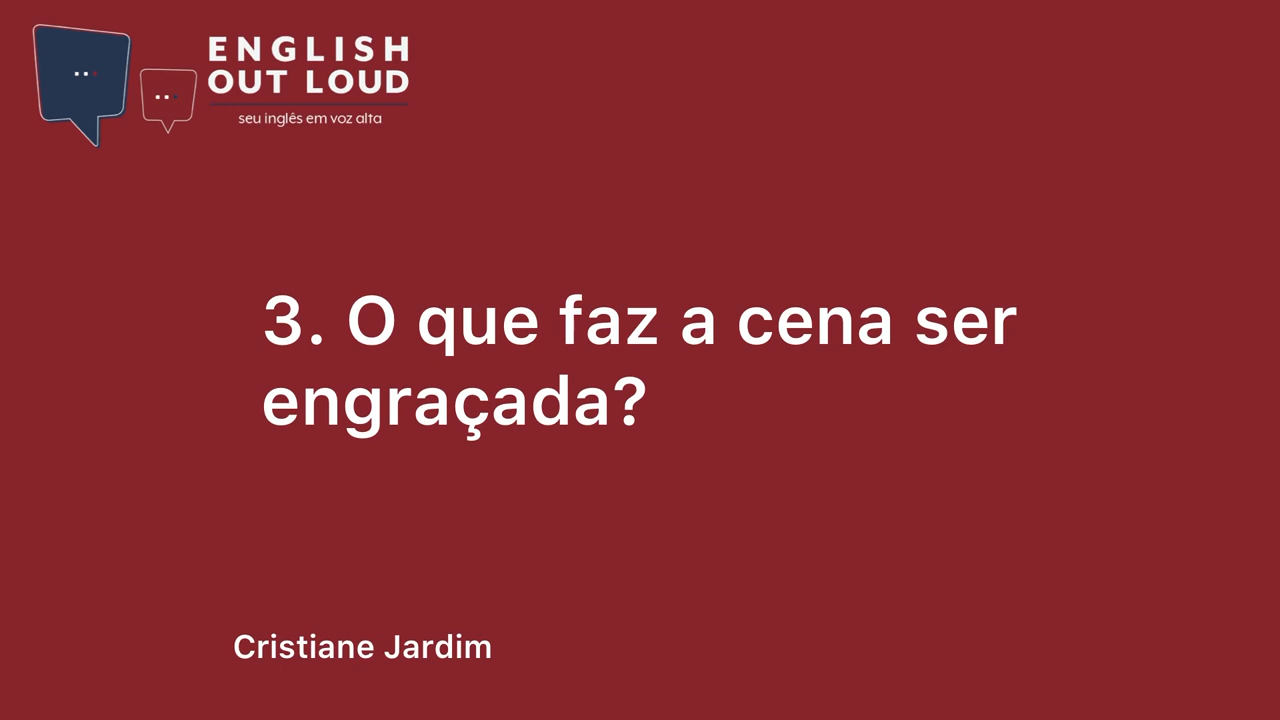 ENGLISH
OUT LOUD
seu inglês em voz alta
3. O que faz a cena ser
engraçada?
Cristiane Jardim